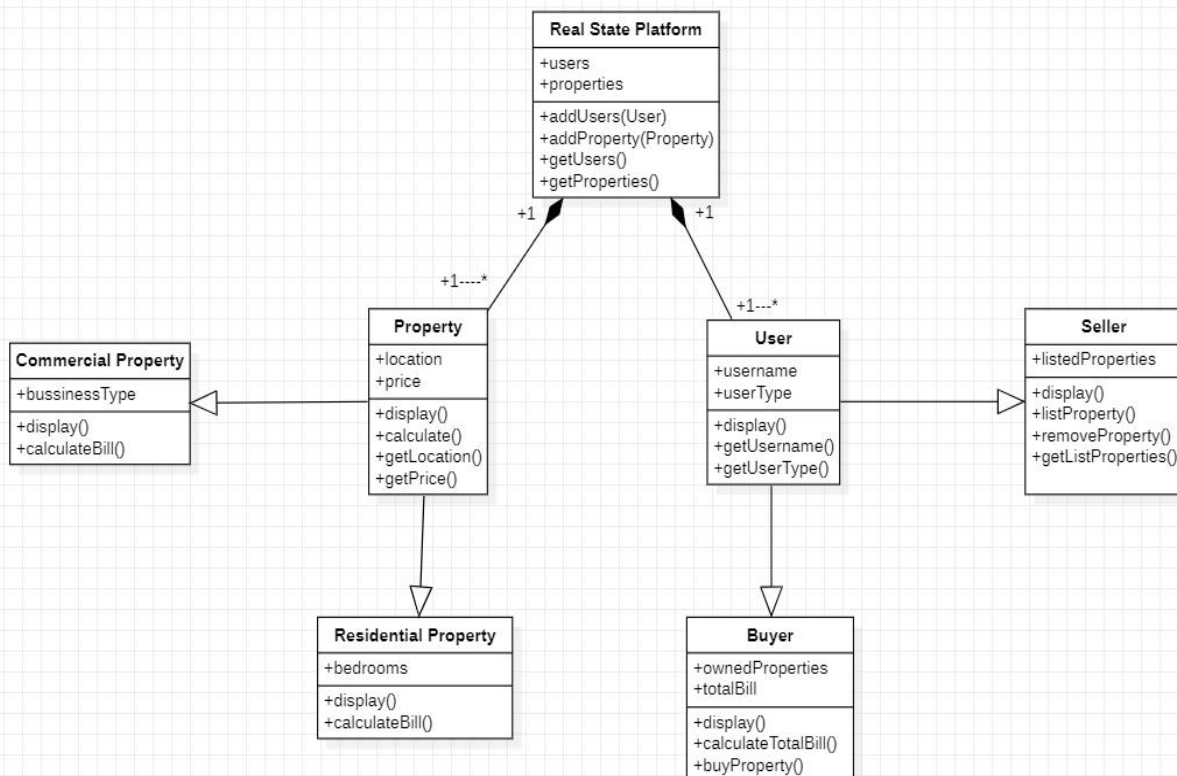 Real State Platform
+users
+properties
+addUsers(User)
+addProperty(Property)
+getUsers()
+getProperties()
+1
+1
+1----*
+1---*
Commercial Property
+bussinessType
+display()
+calculateBill()
Property
+location
+price
+display()
+calculate()
+getLocation()
+getPrice()
User
+username
+userType
+display()
+getUsername()
+getUserType()
Seller
+listedProperties
+display()
+listProperty()
+removeProperty()
+getListProperties()
Residential Property
+bedrooms
+display()
+calculateBill()
Buyer
+ownedProperties
+totalBill
+display()
+calculateTotalBill()
+buyProperty()